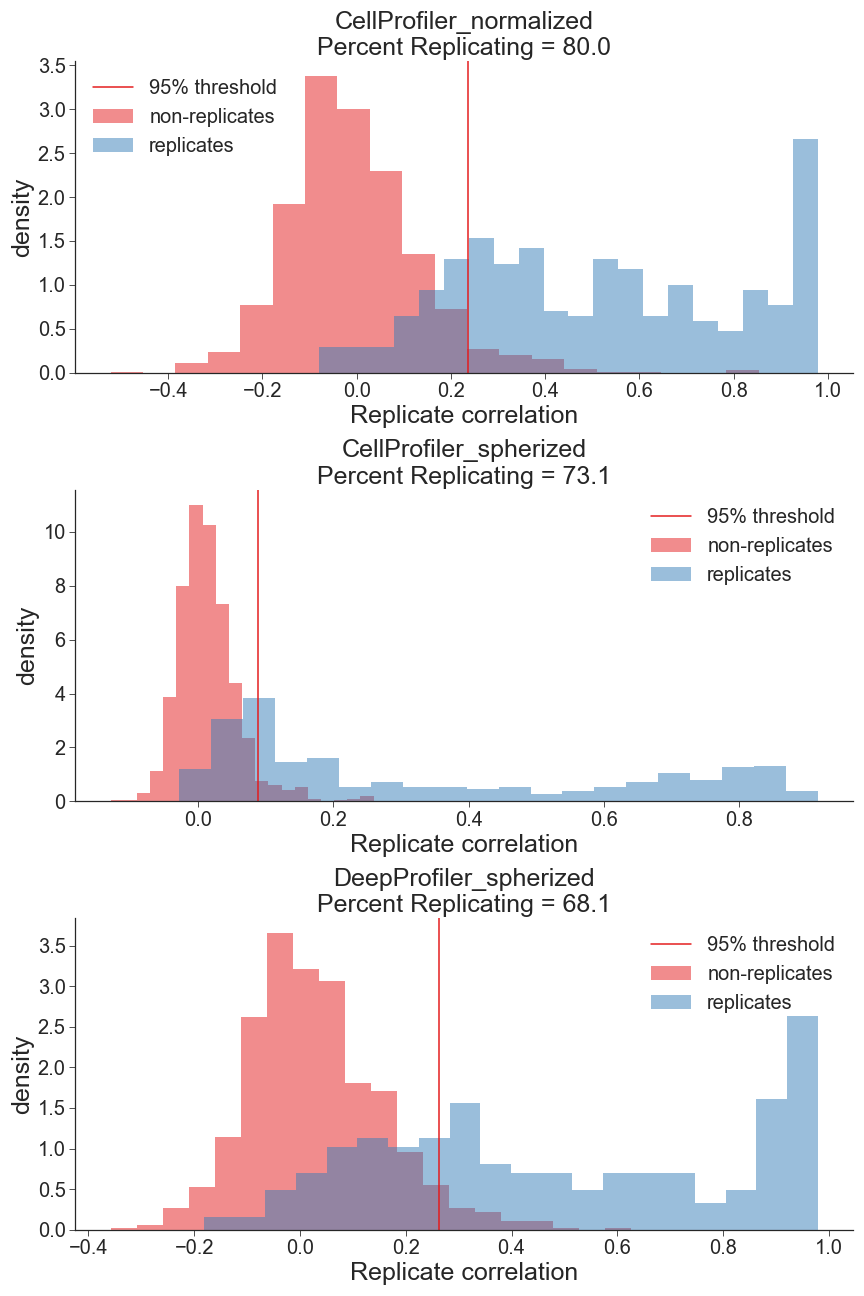 CellProfiler_normalized
Percent Replicating = 80.0
95% threshold
non-replicates
replicates
density
3.5
3.0
2.5
2.0
1.5
1.0
0.5
0.0
−0.4 −0.2 0.0 0.2 0.4 0.6 0.8 1.0
Replicate correlation
CellProfiler_spherized
Percent Replicating = 73.1
95% threshold
non-replicates
replicates
density
10
8
6
4
2
0
0.0 0.2 0.4 0.6 0.8
Replicate correlation
DeepProfiler_spherized
Percent Replicating = 68.1
95% threshold
non-replicates
replicates
density
3.5
3.0
2.5
2.0
1.5
1.0
0.5
0.0
−0.4 −0.2 0.0 0.2 0.4 0.6 0.8 1.0
Replicate correlation